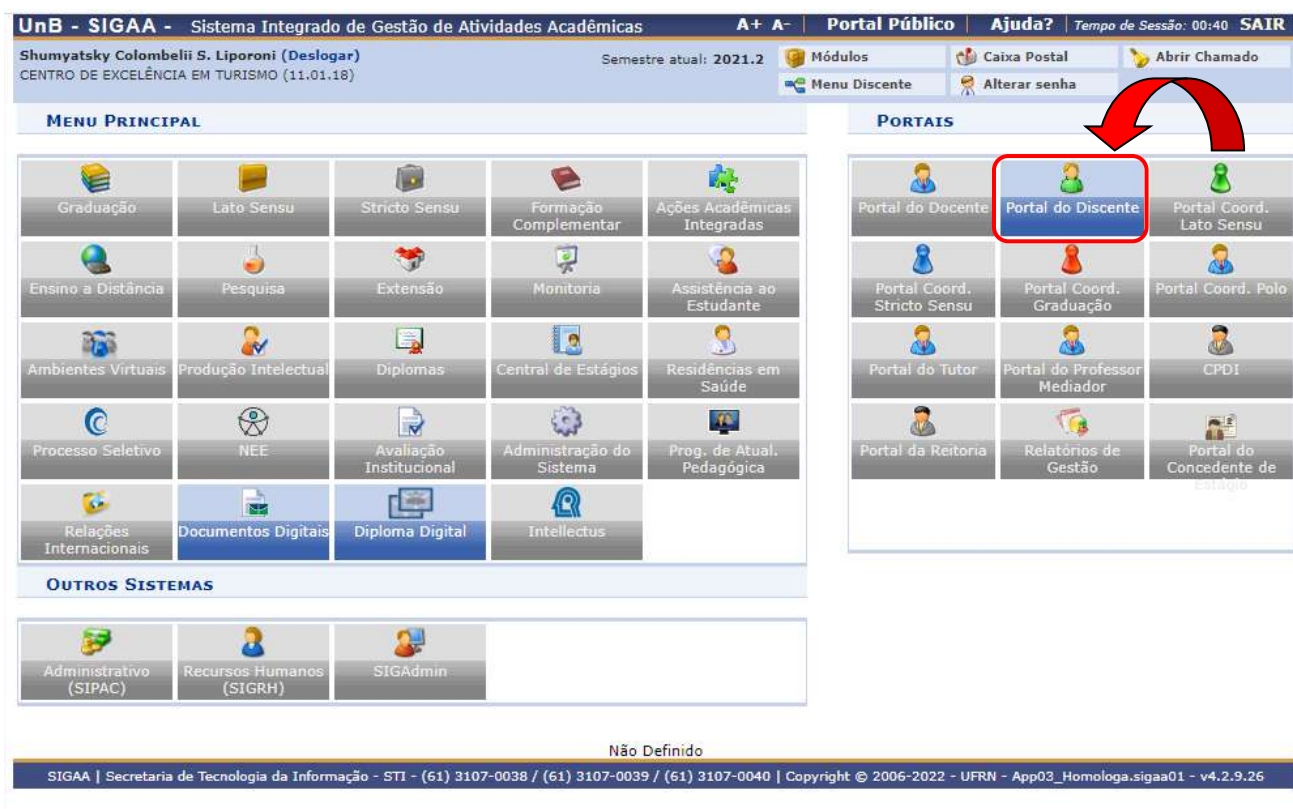 UnB - SIGAA - Sistema Integrado de Gestão de Atividades Acadêmicas A+ A- | Portal Público | Ajuda? | Tempo de Sessão: 00:40 SAIR
Shumyatsky Colombelii S. Liporoni (Deslogar) Semestre atual: 2021.2 Módulos Caixa Postal Abrir Chamado
CENTRO DE EXCELÊNCIA EM TURISMO (11.01.18)
Menu Discente Alterar senha
MENU PRINCIPAL
Graduação Lato Sensu Stricto Sensu Formação Complementar Ações Acadêmicas Integradas
Ensino a Distância Pesquisa Extensão Monitoria Assistência ao Estudante
Ambientes Virtuais Produção Intelectual Diplomas Central de Estágios Residências em Saúde
Processo Seletivo NEE Avaliação Institucional Administração do Sistema Prog. de Atual. Pedagógica
Relações Internacionais Documentos Digitais Diploma Digital Intellectus
PORTAIS
Portal do Docente Portal do Discente Portal Coord. Lato Sensu
Portal Coord. Stricto Sensu Portal Coord. Graduação Portal Coord. Polo
Portal do Tutor Portal do Professor Mediador CPDI
Portal da Reitoria Relatórios de Gestão Portal do Concedente de Estágio
OUTROS SISTEMAS
Administrativo (SIPAC) Recursos Humanos (SIGRH) SIGAdmin
Não Definido
SIGAA | Secretaria de Tecnologia da Informação - STI - (61) 3107-0038 / (61) 3107-0039 / (61) 3107-0040 | Copyright © 2006-2022 - UFRN - App03_Homologa.sigaa01 - v4.2.9.26